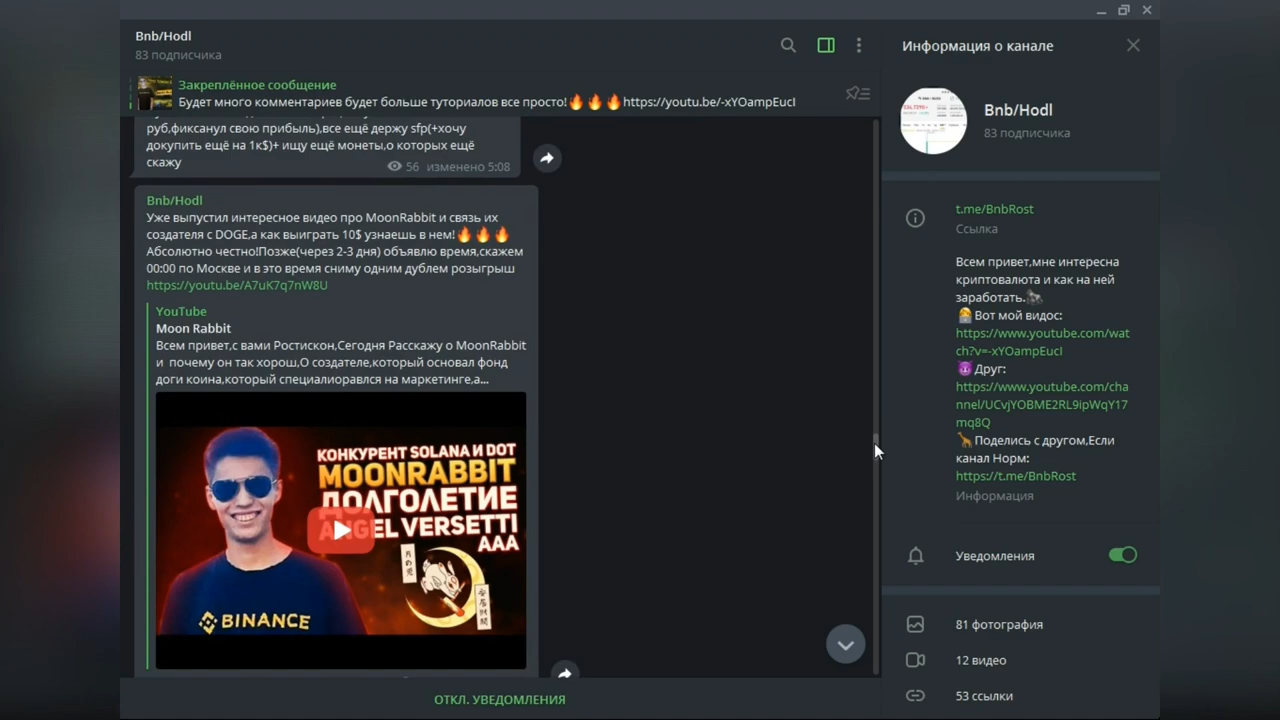 Bnb/Hodl
83 подписчика
Закреплённое сообщение
Будет много комментариев будет больше туториалов все просто!🔥🔥🔥https://youtu.be/-xYOampEucI
руб,фиксанул свою прибыль),все ещё держу sfp(+хочу
докупить ещё на 1к$)+ ищу ещё монеты,о которых ещё
скажу
56 изменено 5:08
Bnb/Hodl
Уже выпустил интересное видео про MoonRabbit и связь их
создателя с DOGE,а как выиграть 10$ узнаешь в нем!🔥🔥🔥
Абсолютно честно!Позже(через 2-3 дня) объявлю время,скажем
00:00 по Москве и в это время сниму одним дублем розыгрыш
https://youtu.be/A7uK7q7nW8U
YouTube
Moon Rabbit
Всем привет,с вами Ростискон,Сегодня Расскажу о MoonRabbit
и почему он так хорош,О создателе,который основал фонд
доги коина,который специалиоравлся на маркетинге,а...
КОНКУРЕНТ SOLANA И DOT
MOONRABBIT
ДОЛГОЛЕТИЕ
ANGEL VERSETTI
AAA
BINANCE
ОТКЛ. УВЕДОМЛЕНИЯ
Информация о канале
Bnb/Hodl
83 подписчика
t.me/BnbRost
Ссылка
Всем привет,мне интересна
криптовалюта и как на ней
заработать.
Вот мой видос:
https://www.youtube.com/wat
ch?v=-xYOampEucI
😈Друг:
https://www.youtube.com/cha
nnel/UCvjYOBME2RL9ipWqY17
mq8Q
🦒Поделись с другом,Если
канал Норм:
https://t.me/BnbRost
Информация
Уведомления
81 фотография
12 видео
53 ссылки